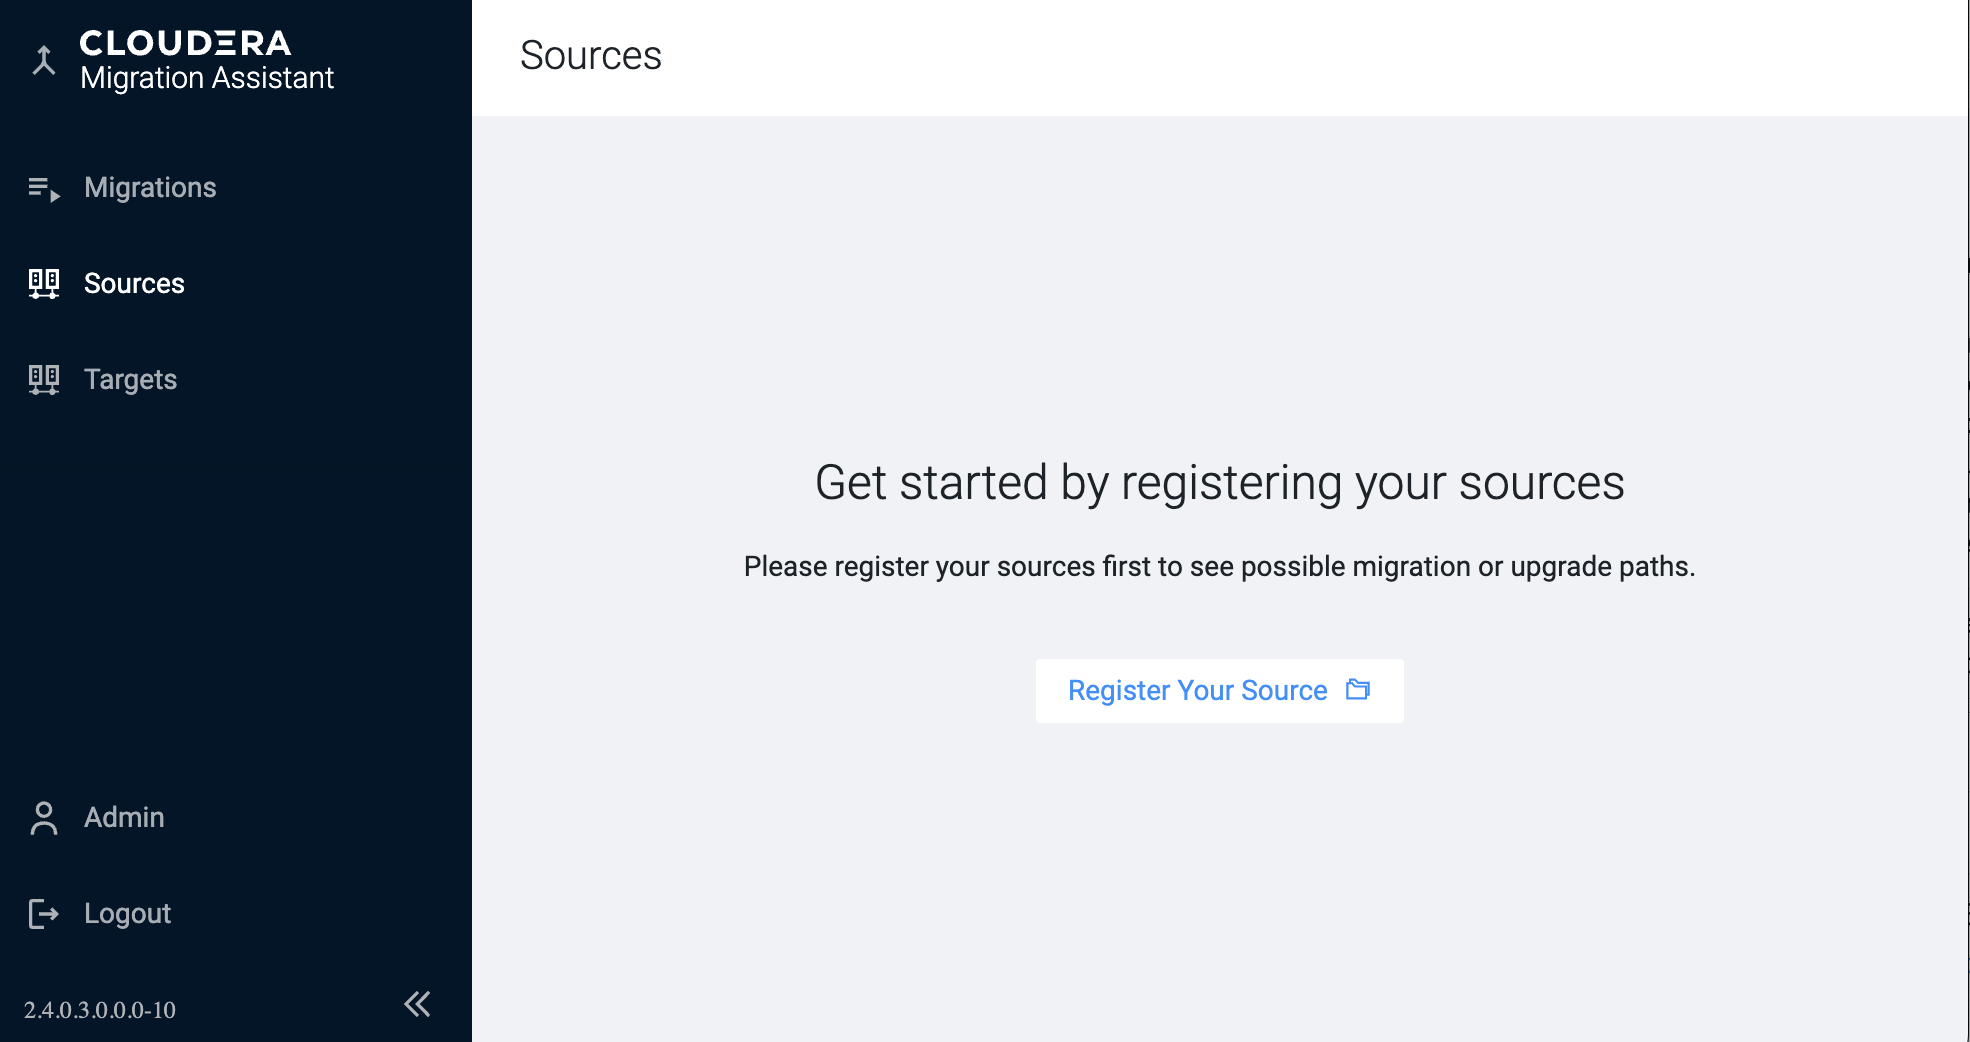 CLOUDERA
Migration Assistant
Migrations
Sources
Targets
Admin
Logout
2.4.0.3.0.0.0-10
Sources
Get started by registering your sources
Please register your sources first to see possible migration or upgrade paths.
Register Your Source